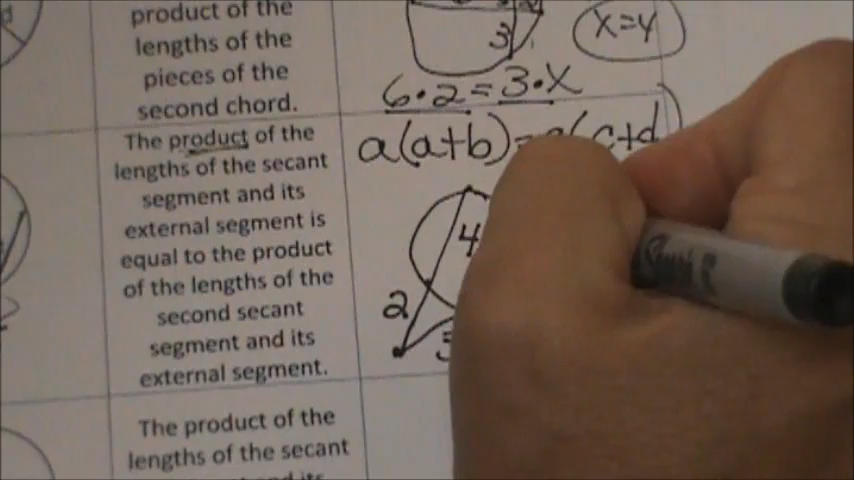 product of the
lengths of the
pieces of the
second chord.
3
x=4
6·2=3·X
The product of the
lengths of the secant
segment and its
external segment is
equal to the product
of the lengths of the
second secant
segment and its
external segment.
a(a+b)= (c+d)
4
2
The product of the
lengths of the secant